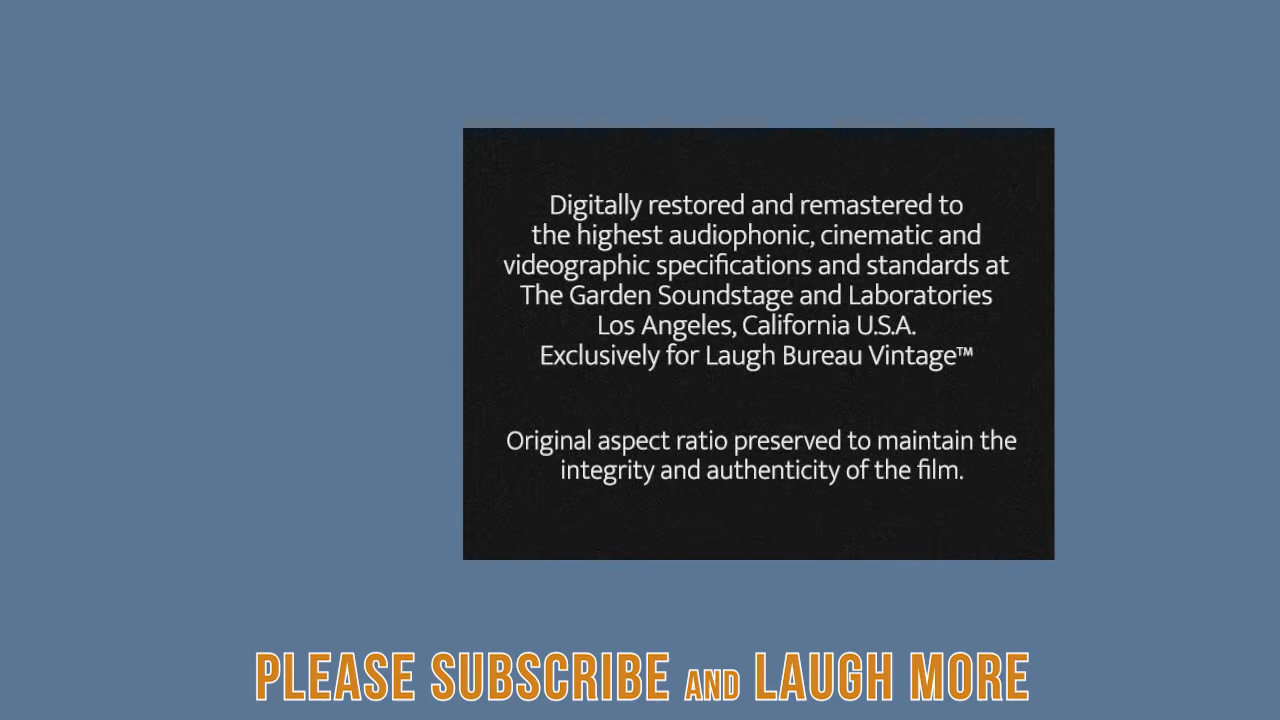 Digitally restored and remastered to
the highest audiophonic, cinematic and
videographic specifications and standards at
The Garden Soundstage and Laboratories
Los Angeles, California U.S.A.
Exclusively for Laugh Bureau Vintage™
Original aspect ratio preserved to maintain the
integrity and authenticity of the film.
PLEASE SUBSCRIBE AND LAUGH MORE